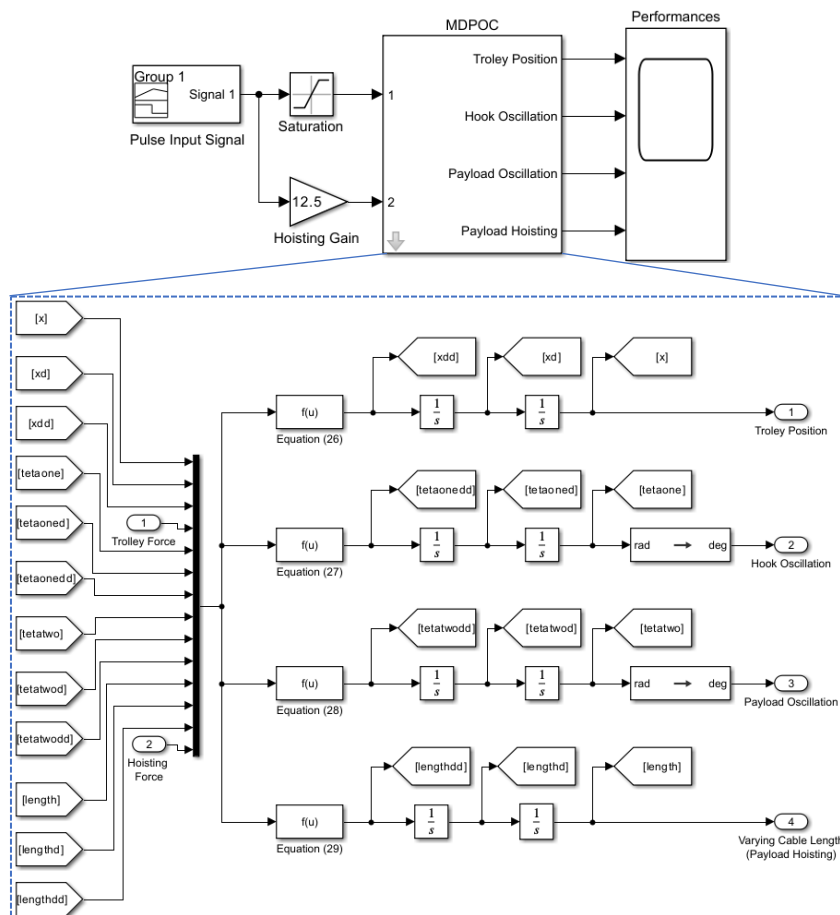 MDPOC
Performances
Group 1
Signal 1
Pulse Input Signal
Saturation
12.5
Hoisting Gain
1
2
Troley Position
Hook Oscillation
Payload Oscillation
Payload Hoisting
[x]
[xd]
[xdd]
[tetaone]
[tetaoned]
[tetaonedd]
[tetatwo]
[tetatwod]
[tetatwodd]
[length]
[lengthd]
[lengthdd]
1
Trolley Force
2
Hoisting
Force
[xdd]
[xd]
[x]
f(u)
1
s
1
s
Equation (26)
1
Troley Position
[tetaonedd]
[tetaoned]
[tetaone]
f(u)
1
s
1
s
rad
deg
Equation (27)
2
Hook Oscillation
[tetatwodd]
[tetatwod]
[tetatwo]
f(u)
1
s
1
s
rad
deg
Equation (28)
3
Payload Oscillation
[lengthdd]
[lengthd]
[length]
f(u)
1
s
1
s
Equation (29)
4
Varying Cable Length
(Payload Hoisting)